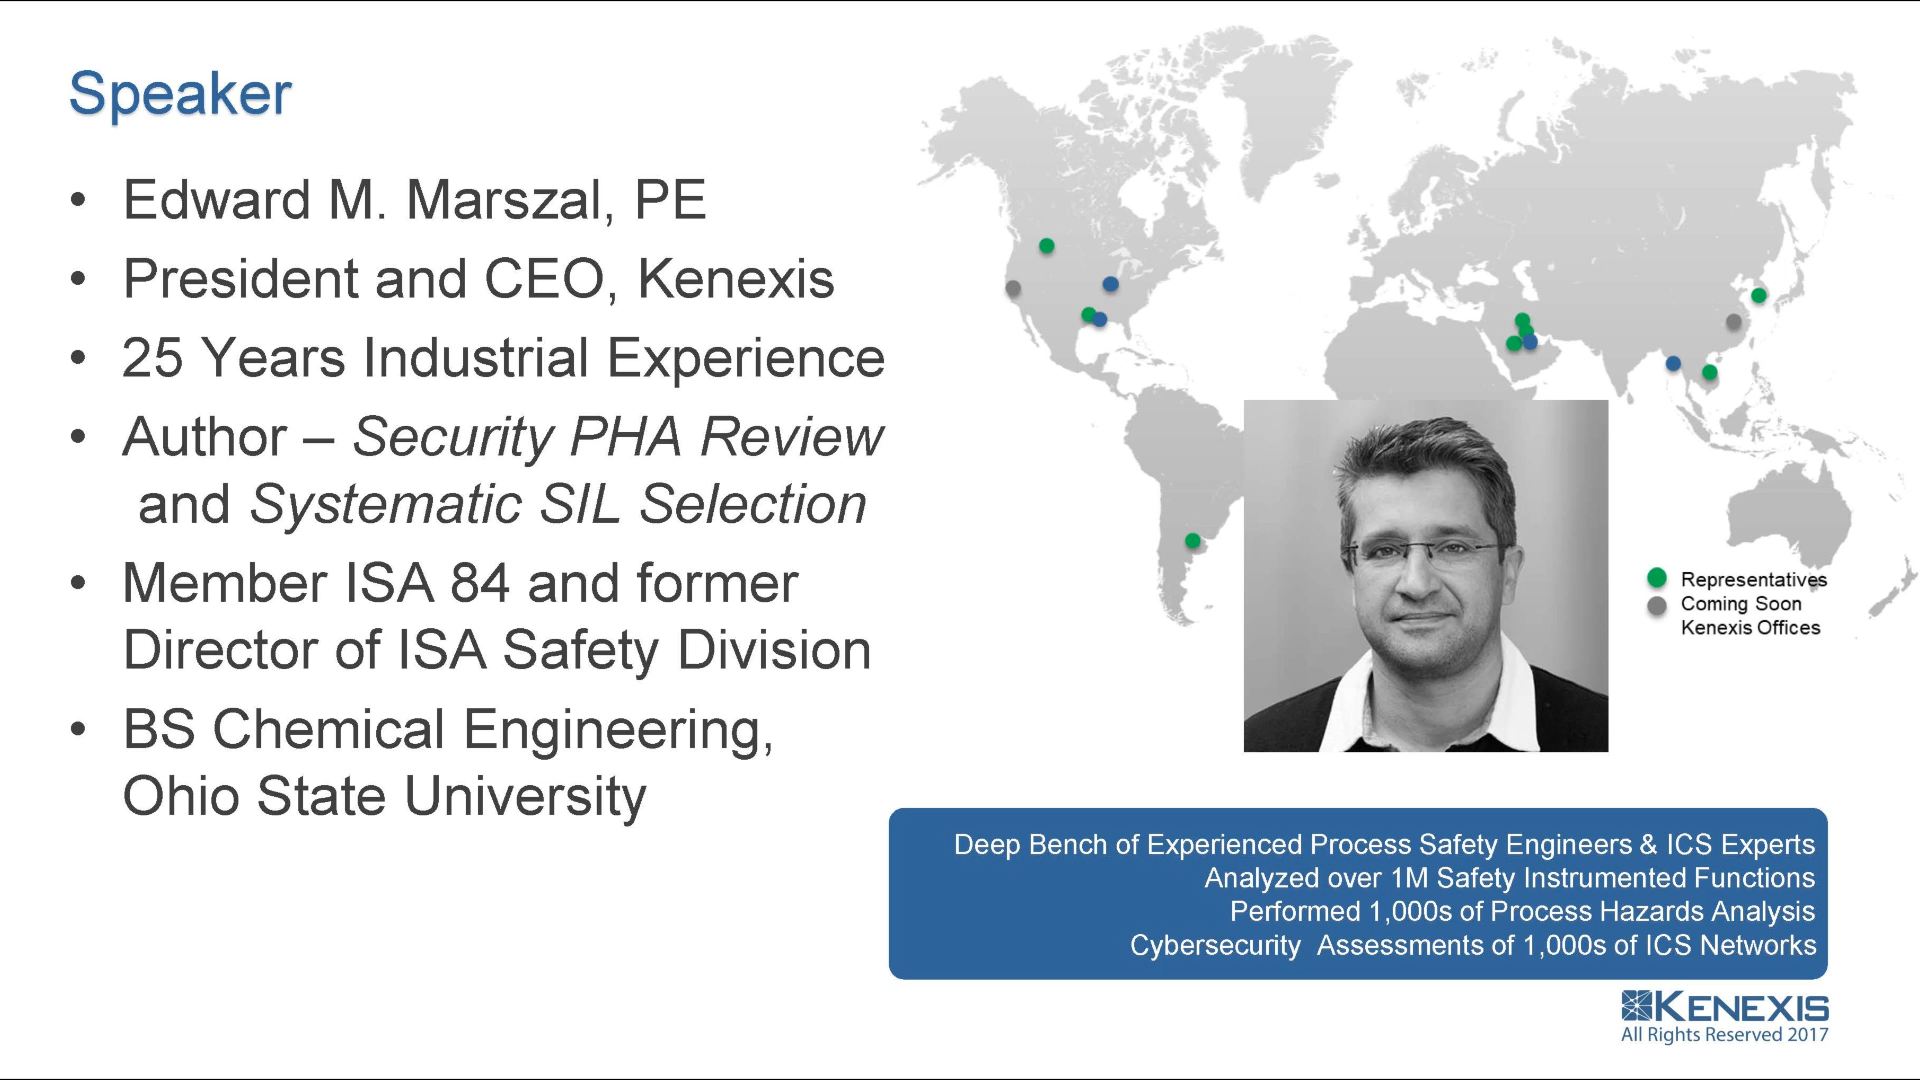 Speaker
• Edward M. Marszal, PE
• President and CEO, Kenexis
• 25 Years Industrial Experience
• Author – Security PHA Review
and Systematic SIL Selection
• Member ISA 84 and former
Director of ISA Safety Division
• BS Chemical Engineering,
Ohio State University
Representatives
Coming Soon
Kenexis Offices
Deep Bench of Experienced Process Safety Engineers & ICS Experts
Analyzed over 1M Safety Instrumented Functions
Performed 1,000s of Process Hazards Analysis
Cybersecurity Assessments of 1,000s of ICS Networks
KENEXIS
All Rights Reserved 2017